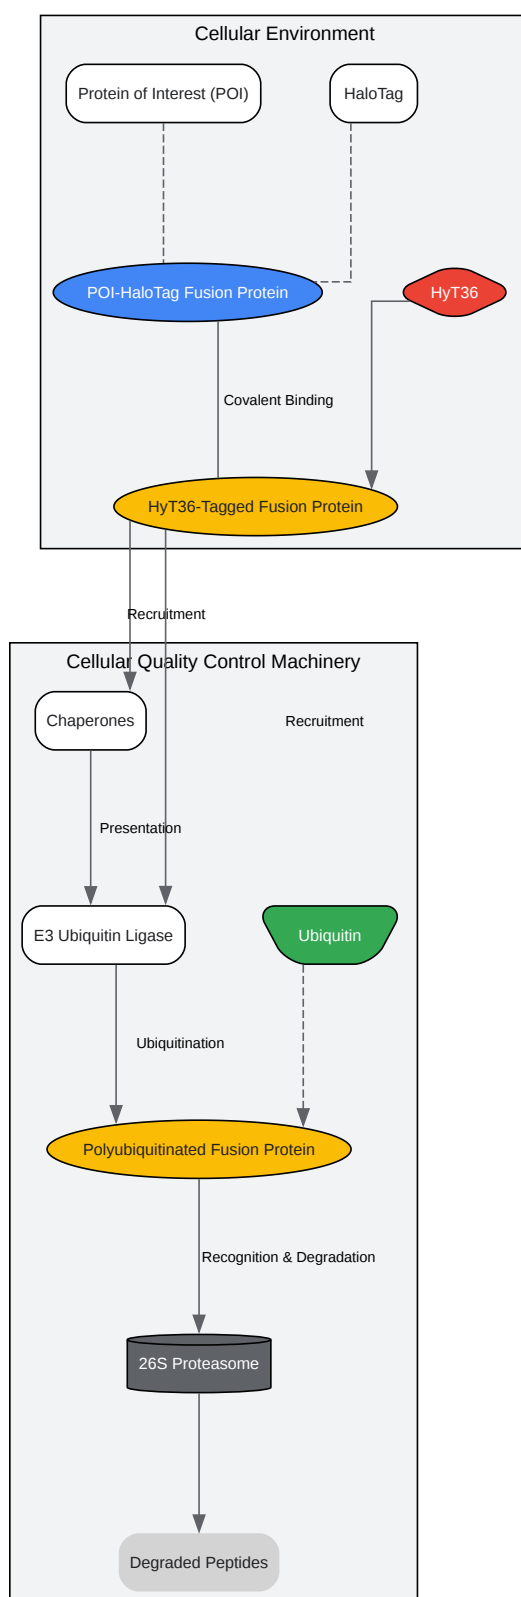 Cellular Environment
Protein of Interest (POI)
HaloTag
POI-HaloTag Fusion Protein
HyT36
Covalent Binding
HyT36-Tagged Fusion Protein
Recruitment
Cellular Quality Control Machinery
Chaperones
Recruitment
Presentation
E3 Ubiquitin Ligase
Ubiquitin
Ubiquitination
Polyubiquitinated Fusion Protein
Recognition & Degradation
26S Proteasome
Degraded Peptides